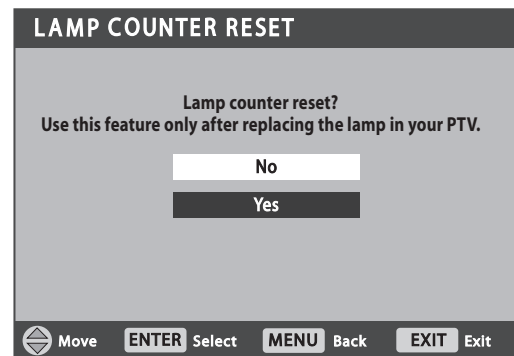 LAMP COUNTER RESET
Lamp counter reset?
Use this feature only after replacing the lamp in your PTV.
No
Yes
Move ENTER Select MENU Back EXIT Exit